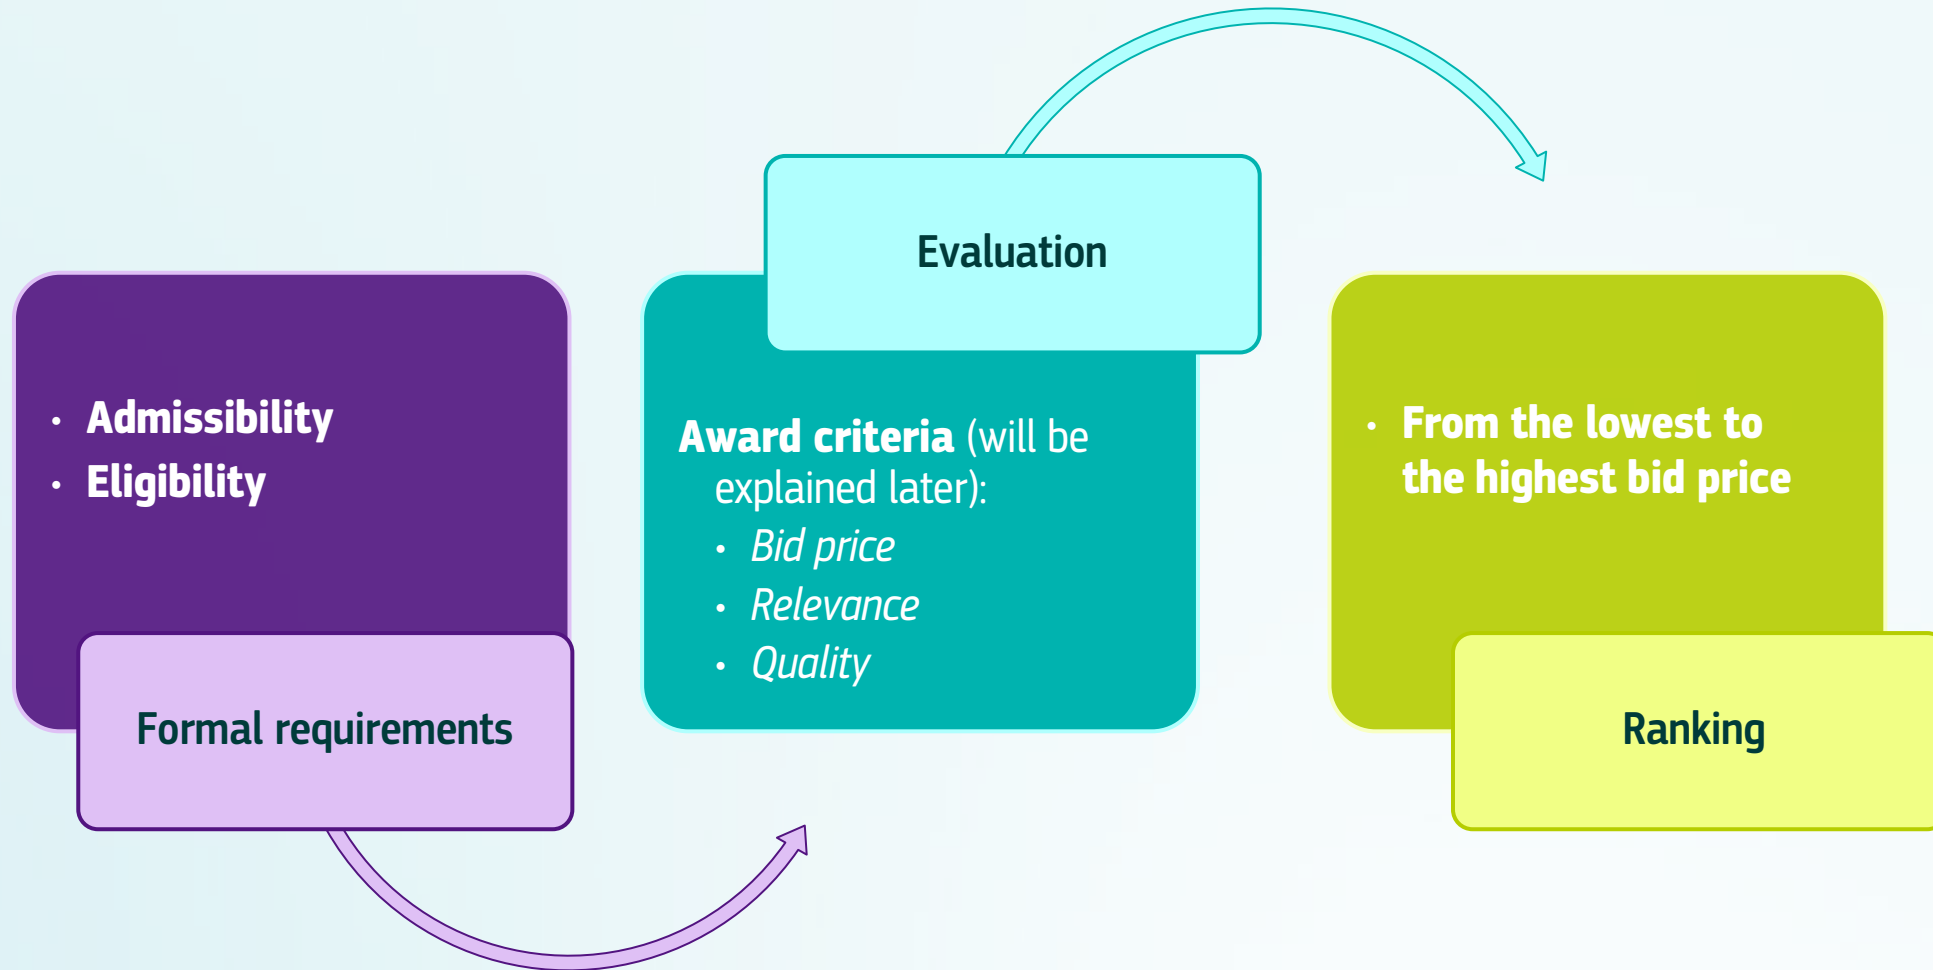 • Admissibility
• Eligibility
Formal requirements
Evaluation
Award criteria (will be
explained later):
• Bid price
• Relevance
• Quality
• From the lowest to
the highest bid price
Ranking